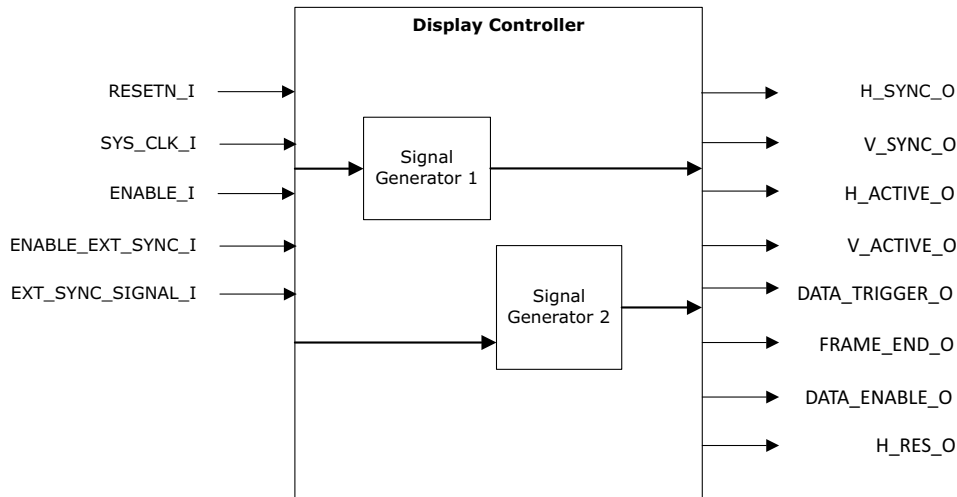 Display Controller
RESETN_I
SYS_CLK_I
ENABLE_I
ENABLE_EXT_SYNC_I
EXT_SYNC_SIGNAL_I
Signal
Generator 1
Signal
Generator 2
H_SYNC_O
V_SYNC_O
H_ACTIVE_O
V_ACTIVE_O
DATA_TRIGGER_O
FRAME_END_O
DATA_ENABLE_O
H_RES_O